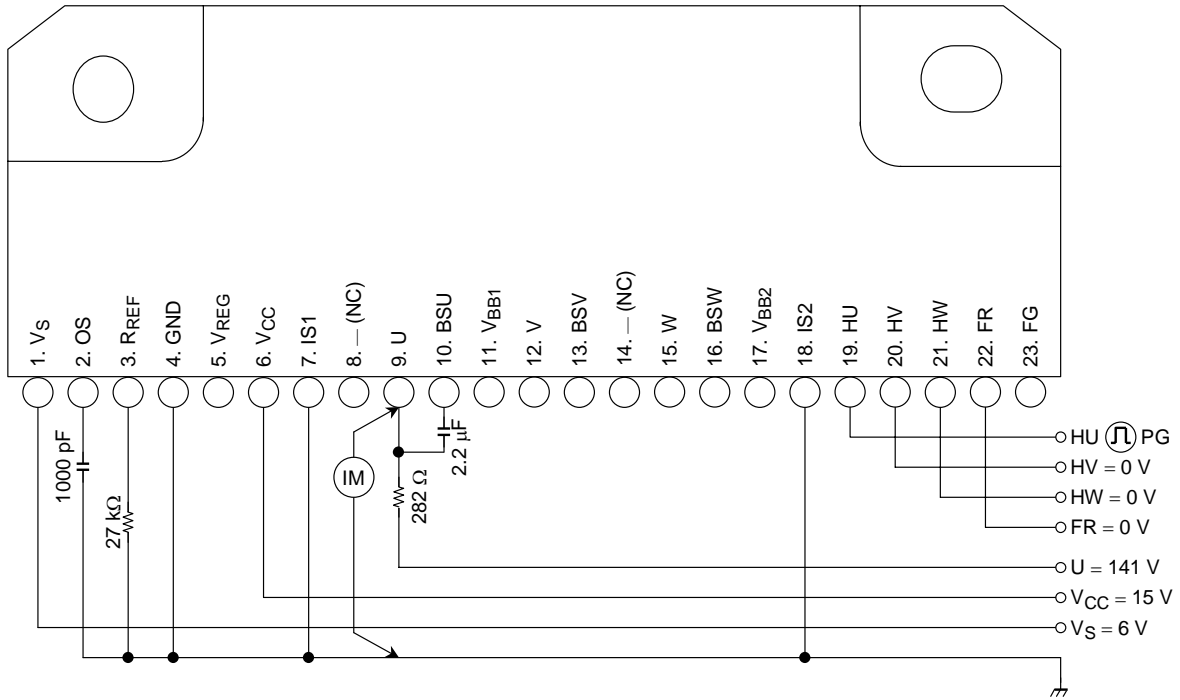 1. VS
2. OS
3. RREF
4. GND
5. VREG
6. VCC
7. IS1
8. — (NC)
9. U
10. BSU
11. VBB1
12. V
13. BSV
14. — (NC)
15. W
16. BSW
17. VBB2
18. IS2
19. HU
20. HV
21. HW
22. FR
23. FG
1000 pF
27 kΩ
IM
282 Ω
2.2 μF
HU PG
HV = 0 V
HW = 0 V
FR = 0 V
U = 141 V
VCC = 15 V
VS = 6 V